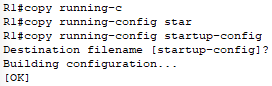 R1#copy running-c
R1#copy running-config star
R1#copy running-config startup-config
Destination filename [startup-config]?
Building configuration...
[OK]